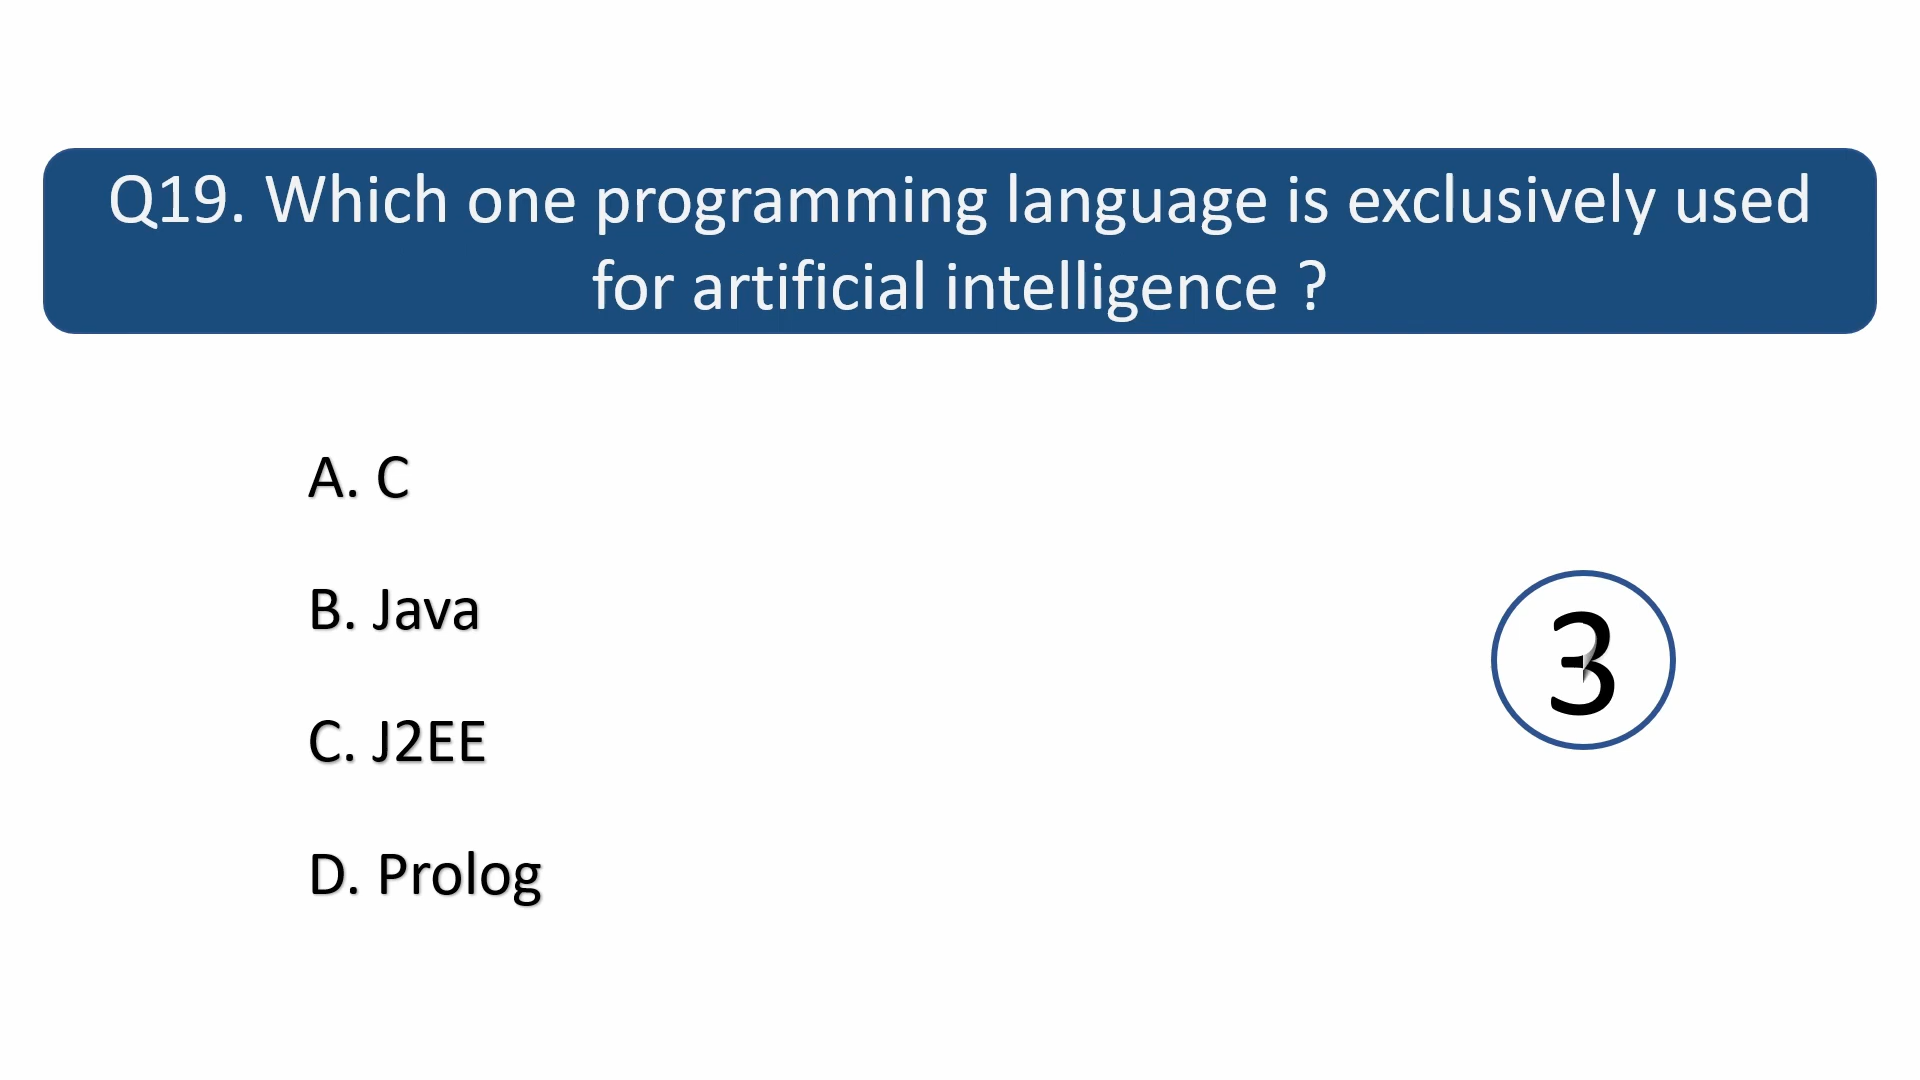 Q19. Which one programming language is exclusively used
for artificial intelligence ?
A. C
B. Java
3
C. J2EE
D. Prolog